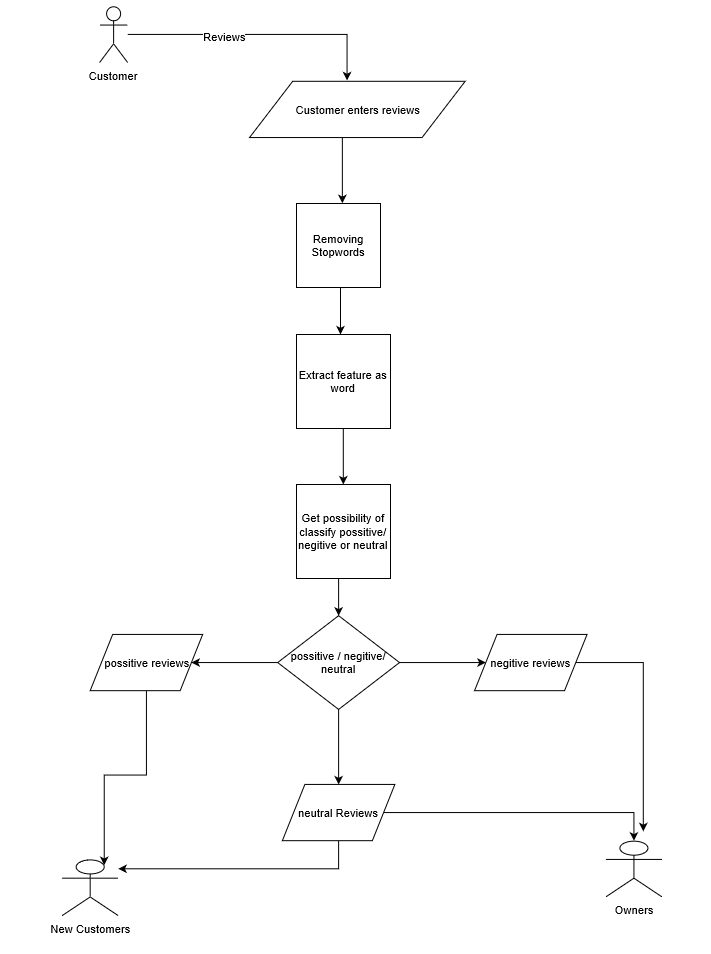 Reviews
Customer
Customer enters reviews
Removing
Stopwords
Extract feature as
word
Get possibility of
classify possitive/
negitive or neutral
possitive / negitive/
neutral
possitive reviews
negitive reviews
neutral Reviews
Owners
New Customers